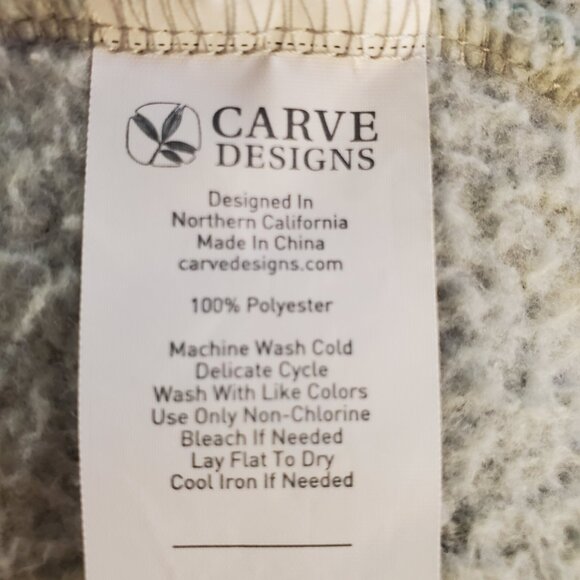 CARVE
DESIGNS
Designed In
Northern California
Made In China
carvedesigns.com
100% Polyester
Machine Wash Cold
Delicate Cycle
Wash With Like Colors
Use Only Non-Chlorine
Bleach If Needed
Lay Flat To Dry
Cool Iron If Needed